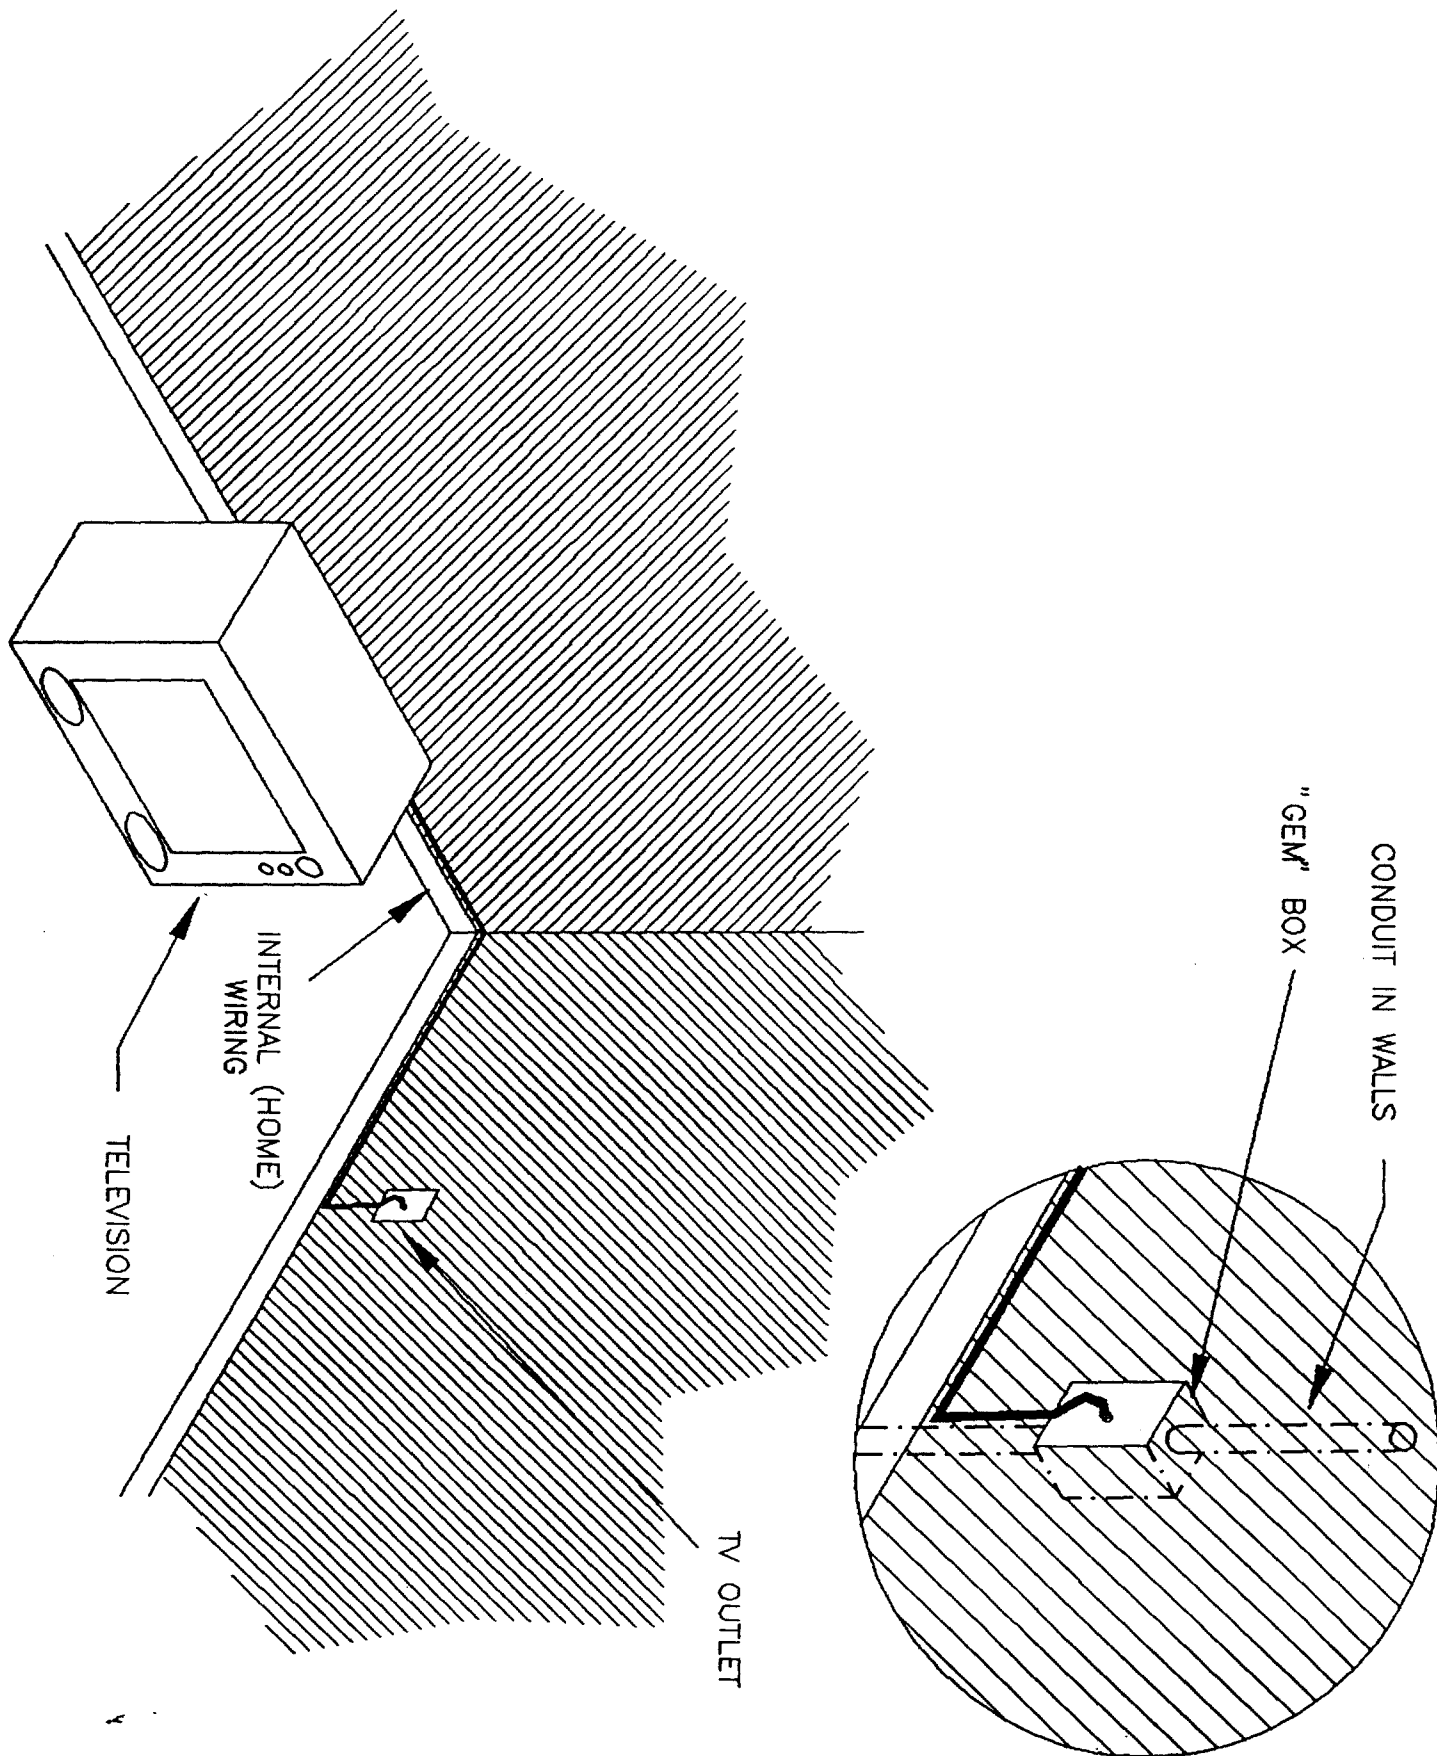 CONDUIT IN WALLS
"GEM" BOX
TV OUTLET
INTERNAL (HOME)
WIRING
TELEVISION